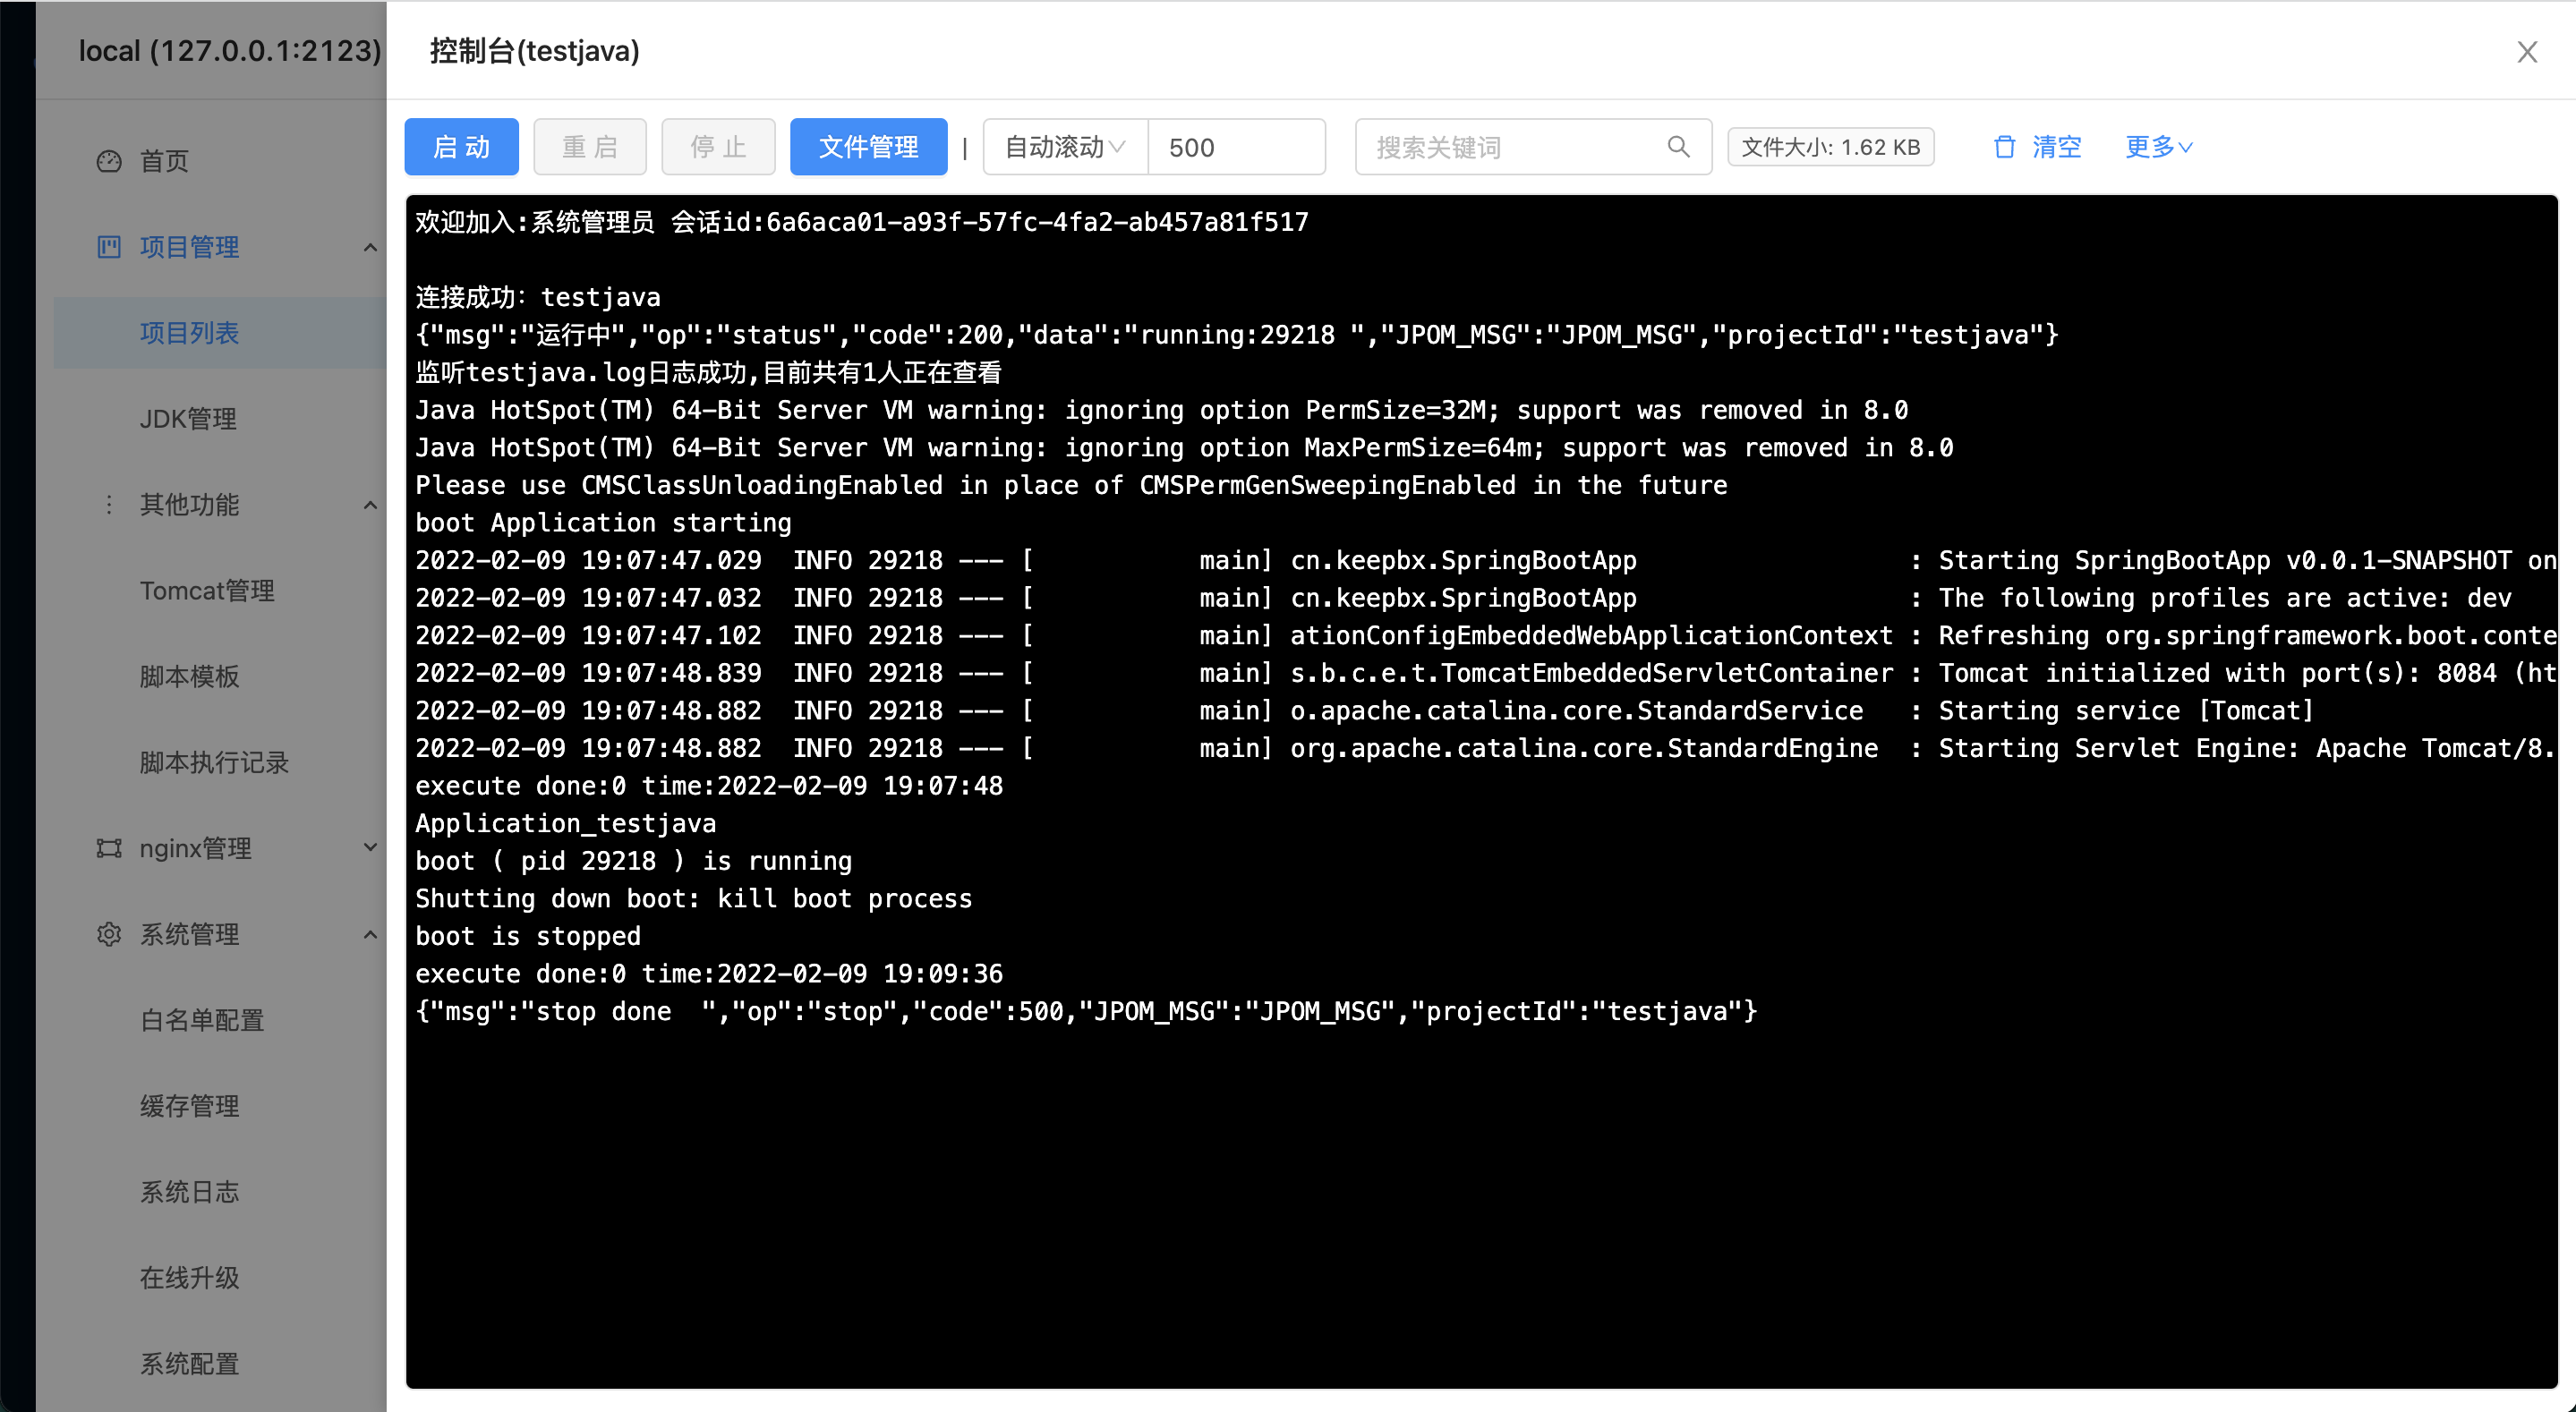 local (127.0.0.1:2123)
首页
项目管理
项目列表
JDK管理
其他功能
Tomcat管理
脚本模板
脚本执行记录
nginx管理
系统管理
白名单配置
缓存管理
系统日志
在线升级
系统配置
控制台(testjava)
启 动 重 启 停 止 文件管理 | 自动滚动 500 搜索关键词 文件大小: 1.62 KB 清空 更多
欢迎加入:系统管理员 会话id:6a6aca01-a93f-57fc-4fa2-ab457a81f517
连接成功：testjava
{"msg":"运行中","op":"status","code":200,"data":"running:29218 ","JPOM_MSG":"JPOM_MSG","projectId":"testjava"}
监听testjava.log日志成功,目前共有1人正在查看
Java HotSpot(TM) 64-Bit Server VM warning: ignoring option PermSize=32M; support was removed in 8.0
Java HotSpot(TM) 64-Bit Server VM warning: ignoring option MaxPermSize=64m; support was removed in 8.0
Please use CMSClassUnloadingEnabled in place of CMSPermGenSweepingEnabled in the future
boot Application starting
2022-02-09 19:07:47.029  INFO 29218 --- [           main] cn.keepbx.SpringBootApp                  : Starting SpringBootApp v0.0.1-SNAPSHOT on
2022-02-09 19:07:47.032  INFO 29218 --- [           main] cn.keepbx.SpringBootApp                  : The following profiles are active: dev
2022-02-09 19:07:47.102  INFO 29218 --- [           main] ationConfigEmbeddedWebApplicationContext : Refreshing org.springframework.boot.conte
2022-02-09 19:07:48.839  INFO 29218 --- [           main] s.b.c.e.t.TomcatEmbeddedServletContainer : Tomcat initialized with port(s): 8084 (ht
2022-02-09 19:07:48.882  INFO 29218 --- [           main] o.apache.catalina.core.StandardService   : Starting service [Tomcat]
2022-02-09 19:07:48.882  INFO 29218 --- [           main] org.apache.catalina.core.StandardEngine  : Starting Servlet Engine: Apache Tomcat/8.
execute done:0 time:2022-02-09 19:07:48
Application_testjava
boot ( pid 29218 ) is running
Shutting down boot: kill boot process
boot is stopped
execute done:0 time:2022-02-09 19:09:36
{"msg":"stop done  ","op":"stop","code":500,"JPOM_MSG":"JPOM_MSG","projectId":"testjava"}